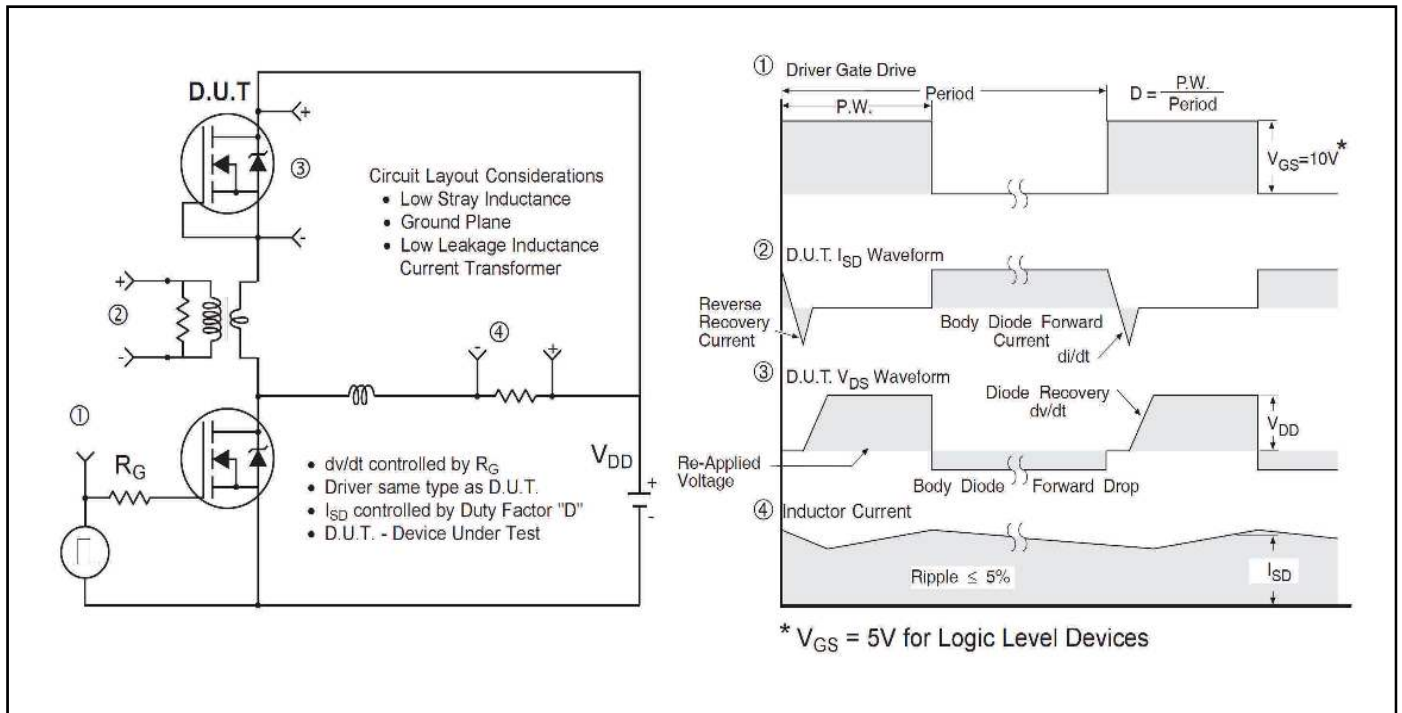 D.U.T
+
③
-
Circuit Layout Considerations
• Low Stray Inductance
• Ground Plane
• Low Leakage Inductance
Current Transformer
+
②
-
④
- +
①
R_G
V_DD
+
-
• dv/dt controlled by R_G
• Driver same type as D.U.T.
• I_SD controlled by Duty Factor "D"
• D.U.T. - Device Under Test
① Driver Gate Drive
Period
P.W.
D = P.W.
Period
V_GS=10V*
② D.U.T. I_SD Waveform
Reverse
Recovery
Current
Body Diode Forward
Current
di/dt
③ D.U.T. V_DS Waveform
Diode Recovery
dv/dt
V_DD
Re-Applied
Voltage
Body Diode Forward Drop
④ Inductor Current
Ripple ≤ 5%
I_SD
* V_GS = 5V for Logic Level Devices